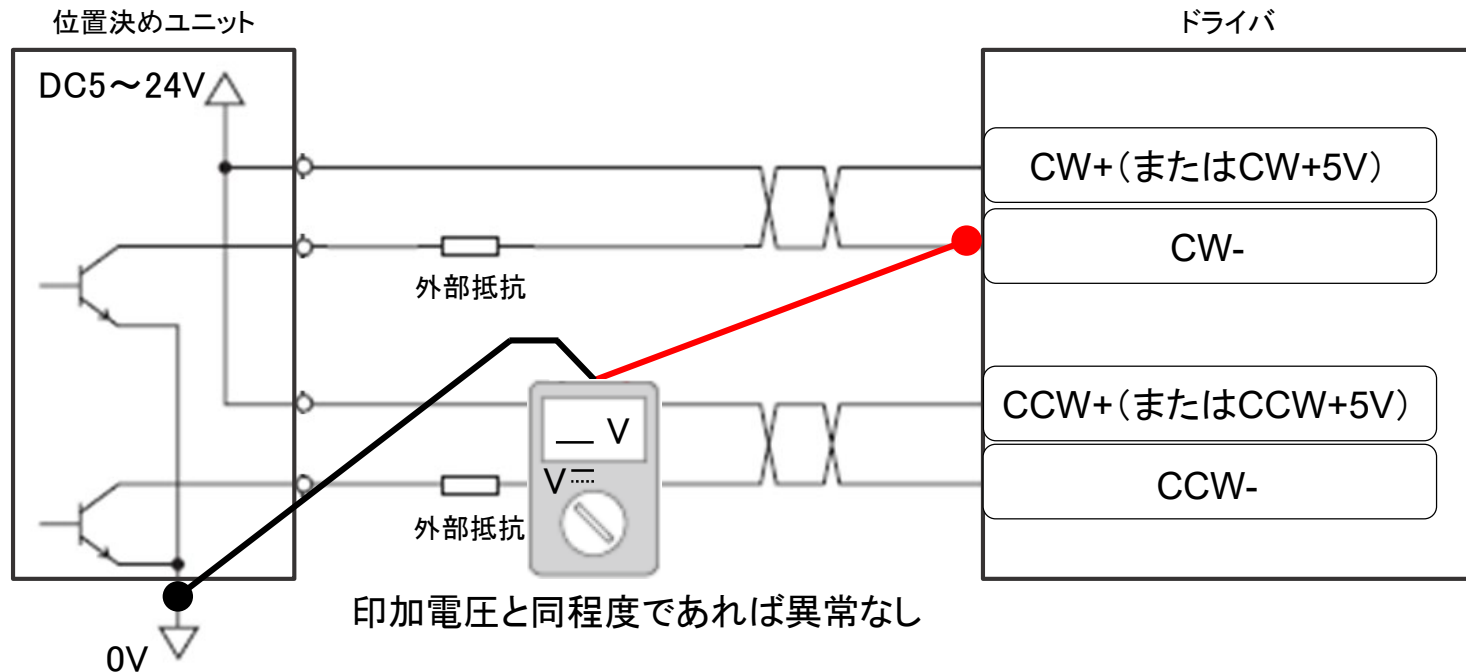 位置決めユニット
ドライバ
DC5～24V
CW+（またはCW+5V）
CW-
外部抵抗
CCW+（またはCCW+5V）
__ V
V
CCW-
外部抵抗
印加電圧と同程度であれば異常なし
0V